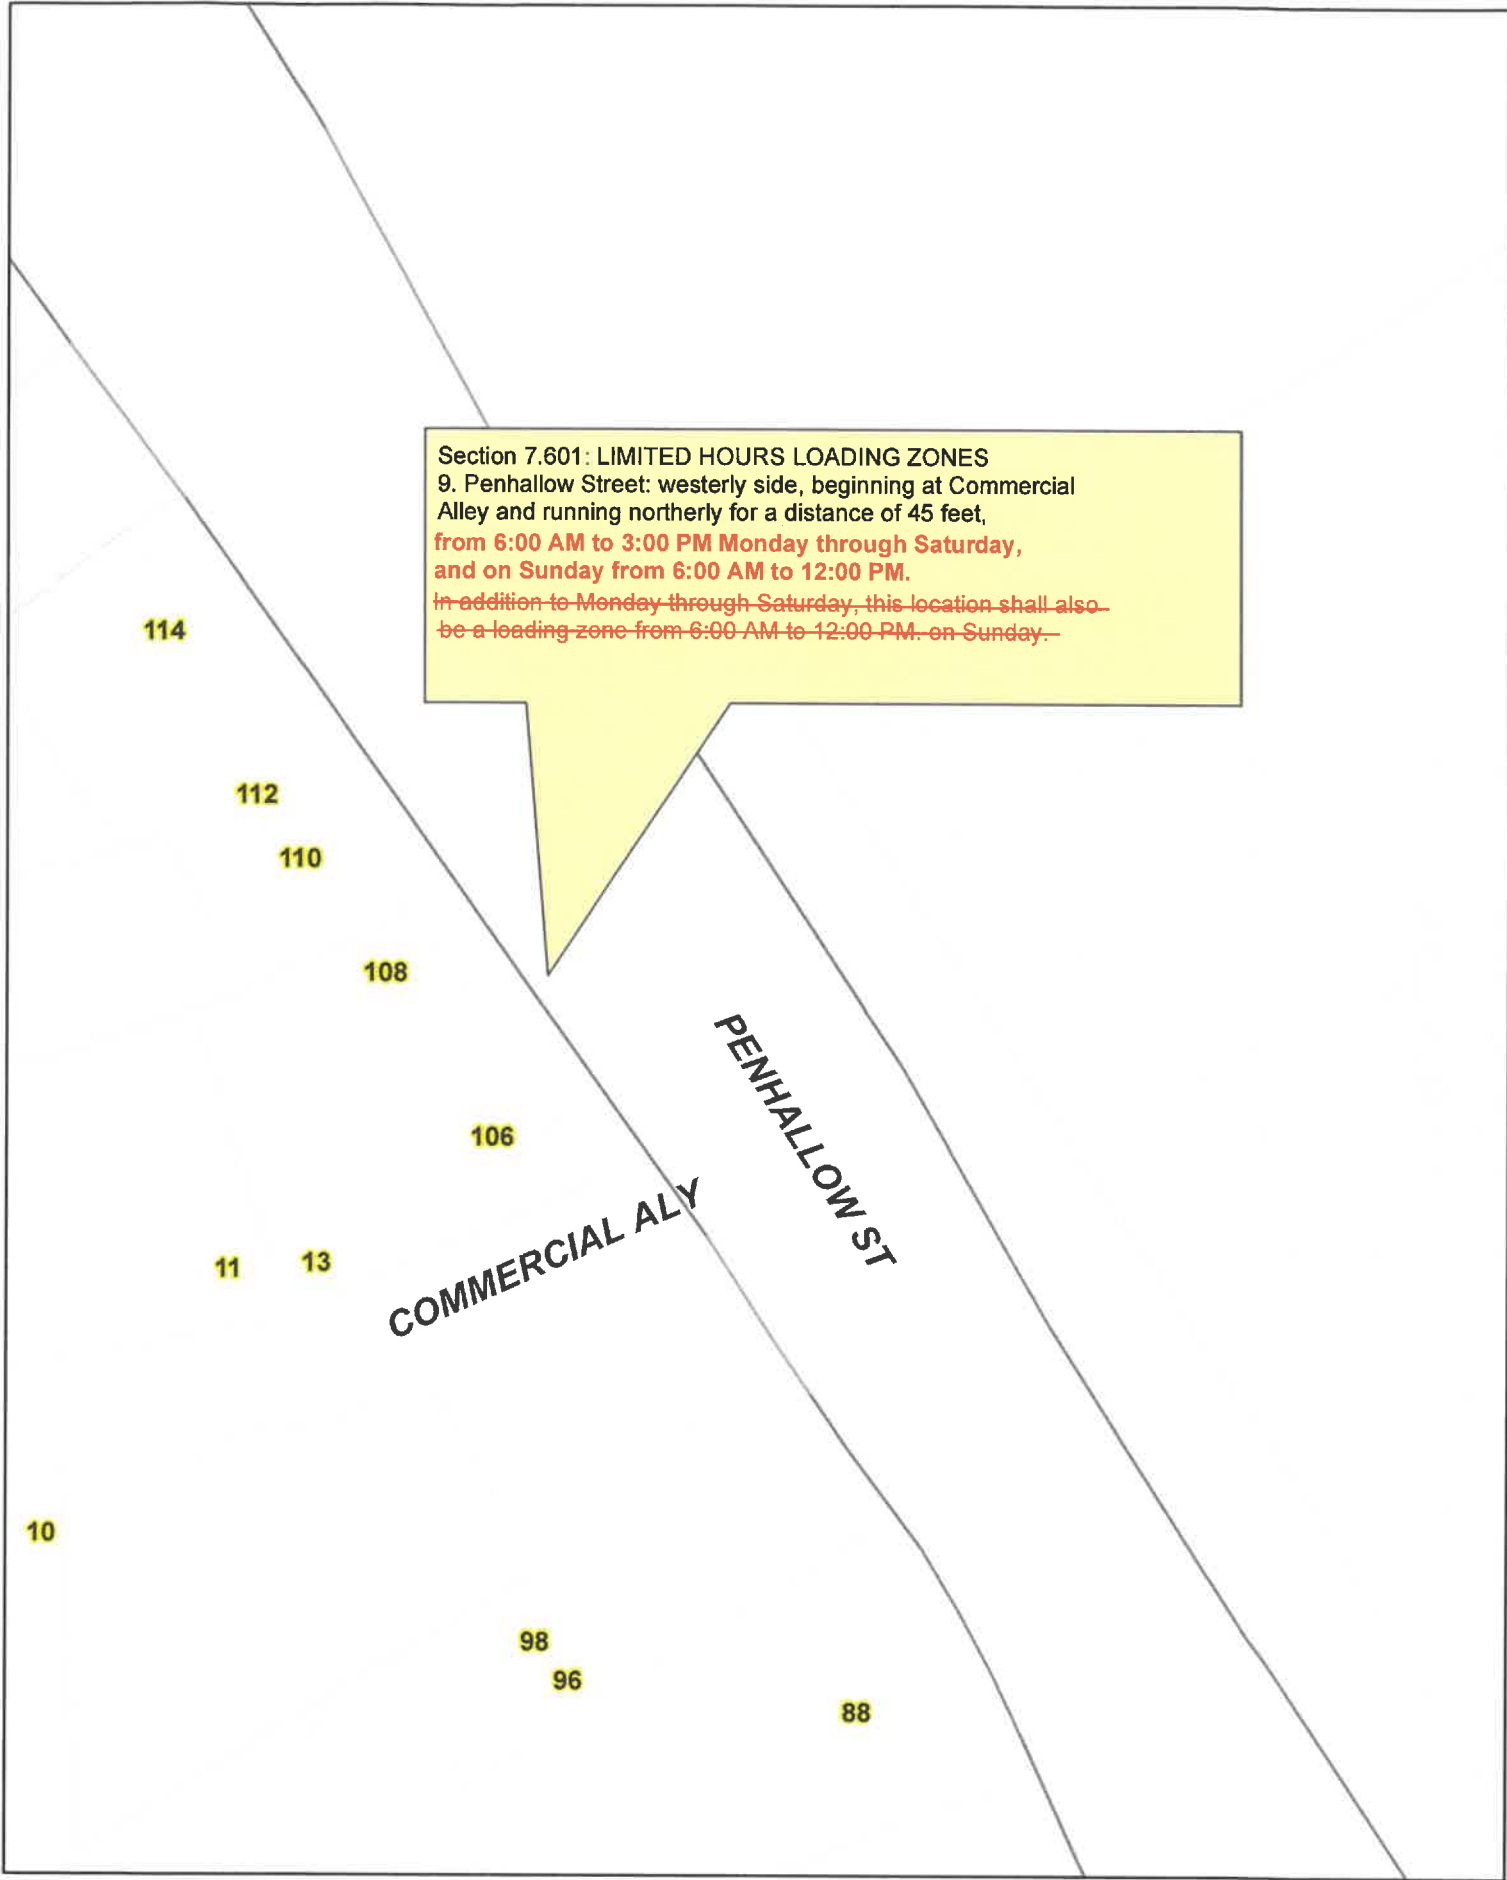 Section 7.601: LIMITED HOURS LOADING ZONES
9. Penhallow Street: westerly side, beginning at Commercial
Alley and running northerly for a distance of 45 feet,
from 6:00 AM to 3:00 PM Monday through Saturday,
and on Sunday from 6:00 AM to 12:00 PM.
In addition to Monday through Saturday, this location shall also
be a loading zone from 6:00 AM to 12:00 PM. on Sunday.
114
112
110
108
PENHALLOW ST
106
COMMERCIAL ALY
11
13
10
98
96
88